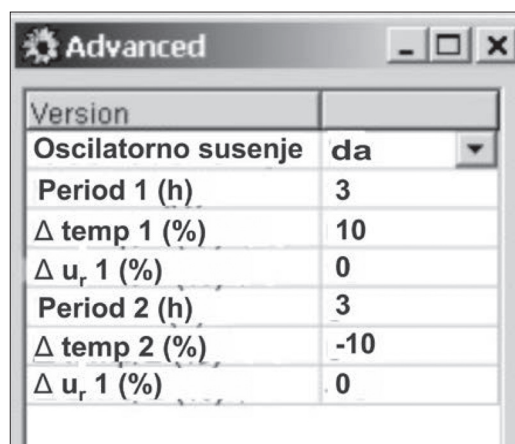 Advanced
Version
Oscilatorno susenje da
Period 1 (h) 3
Δ temp 1 (%) 10
Δ uᵣ 1 (%) 0
Period 2 (h) 3
Δ temp 2 (%) -10
Δ uᵣ 1 (%) 0